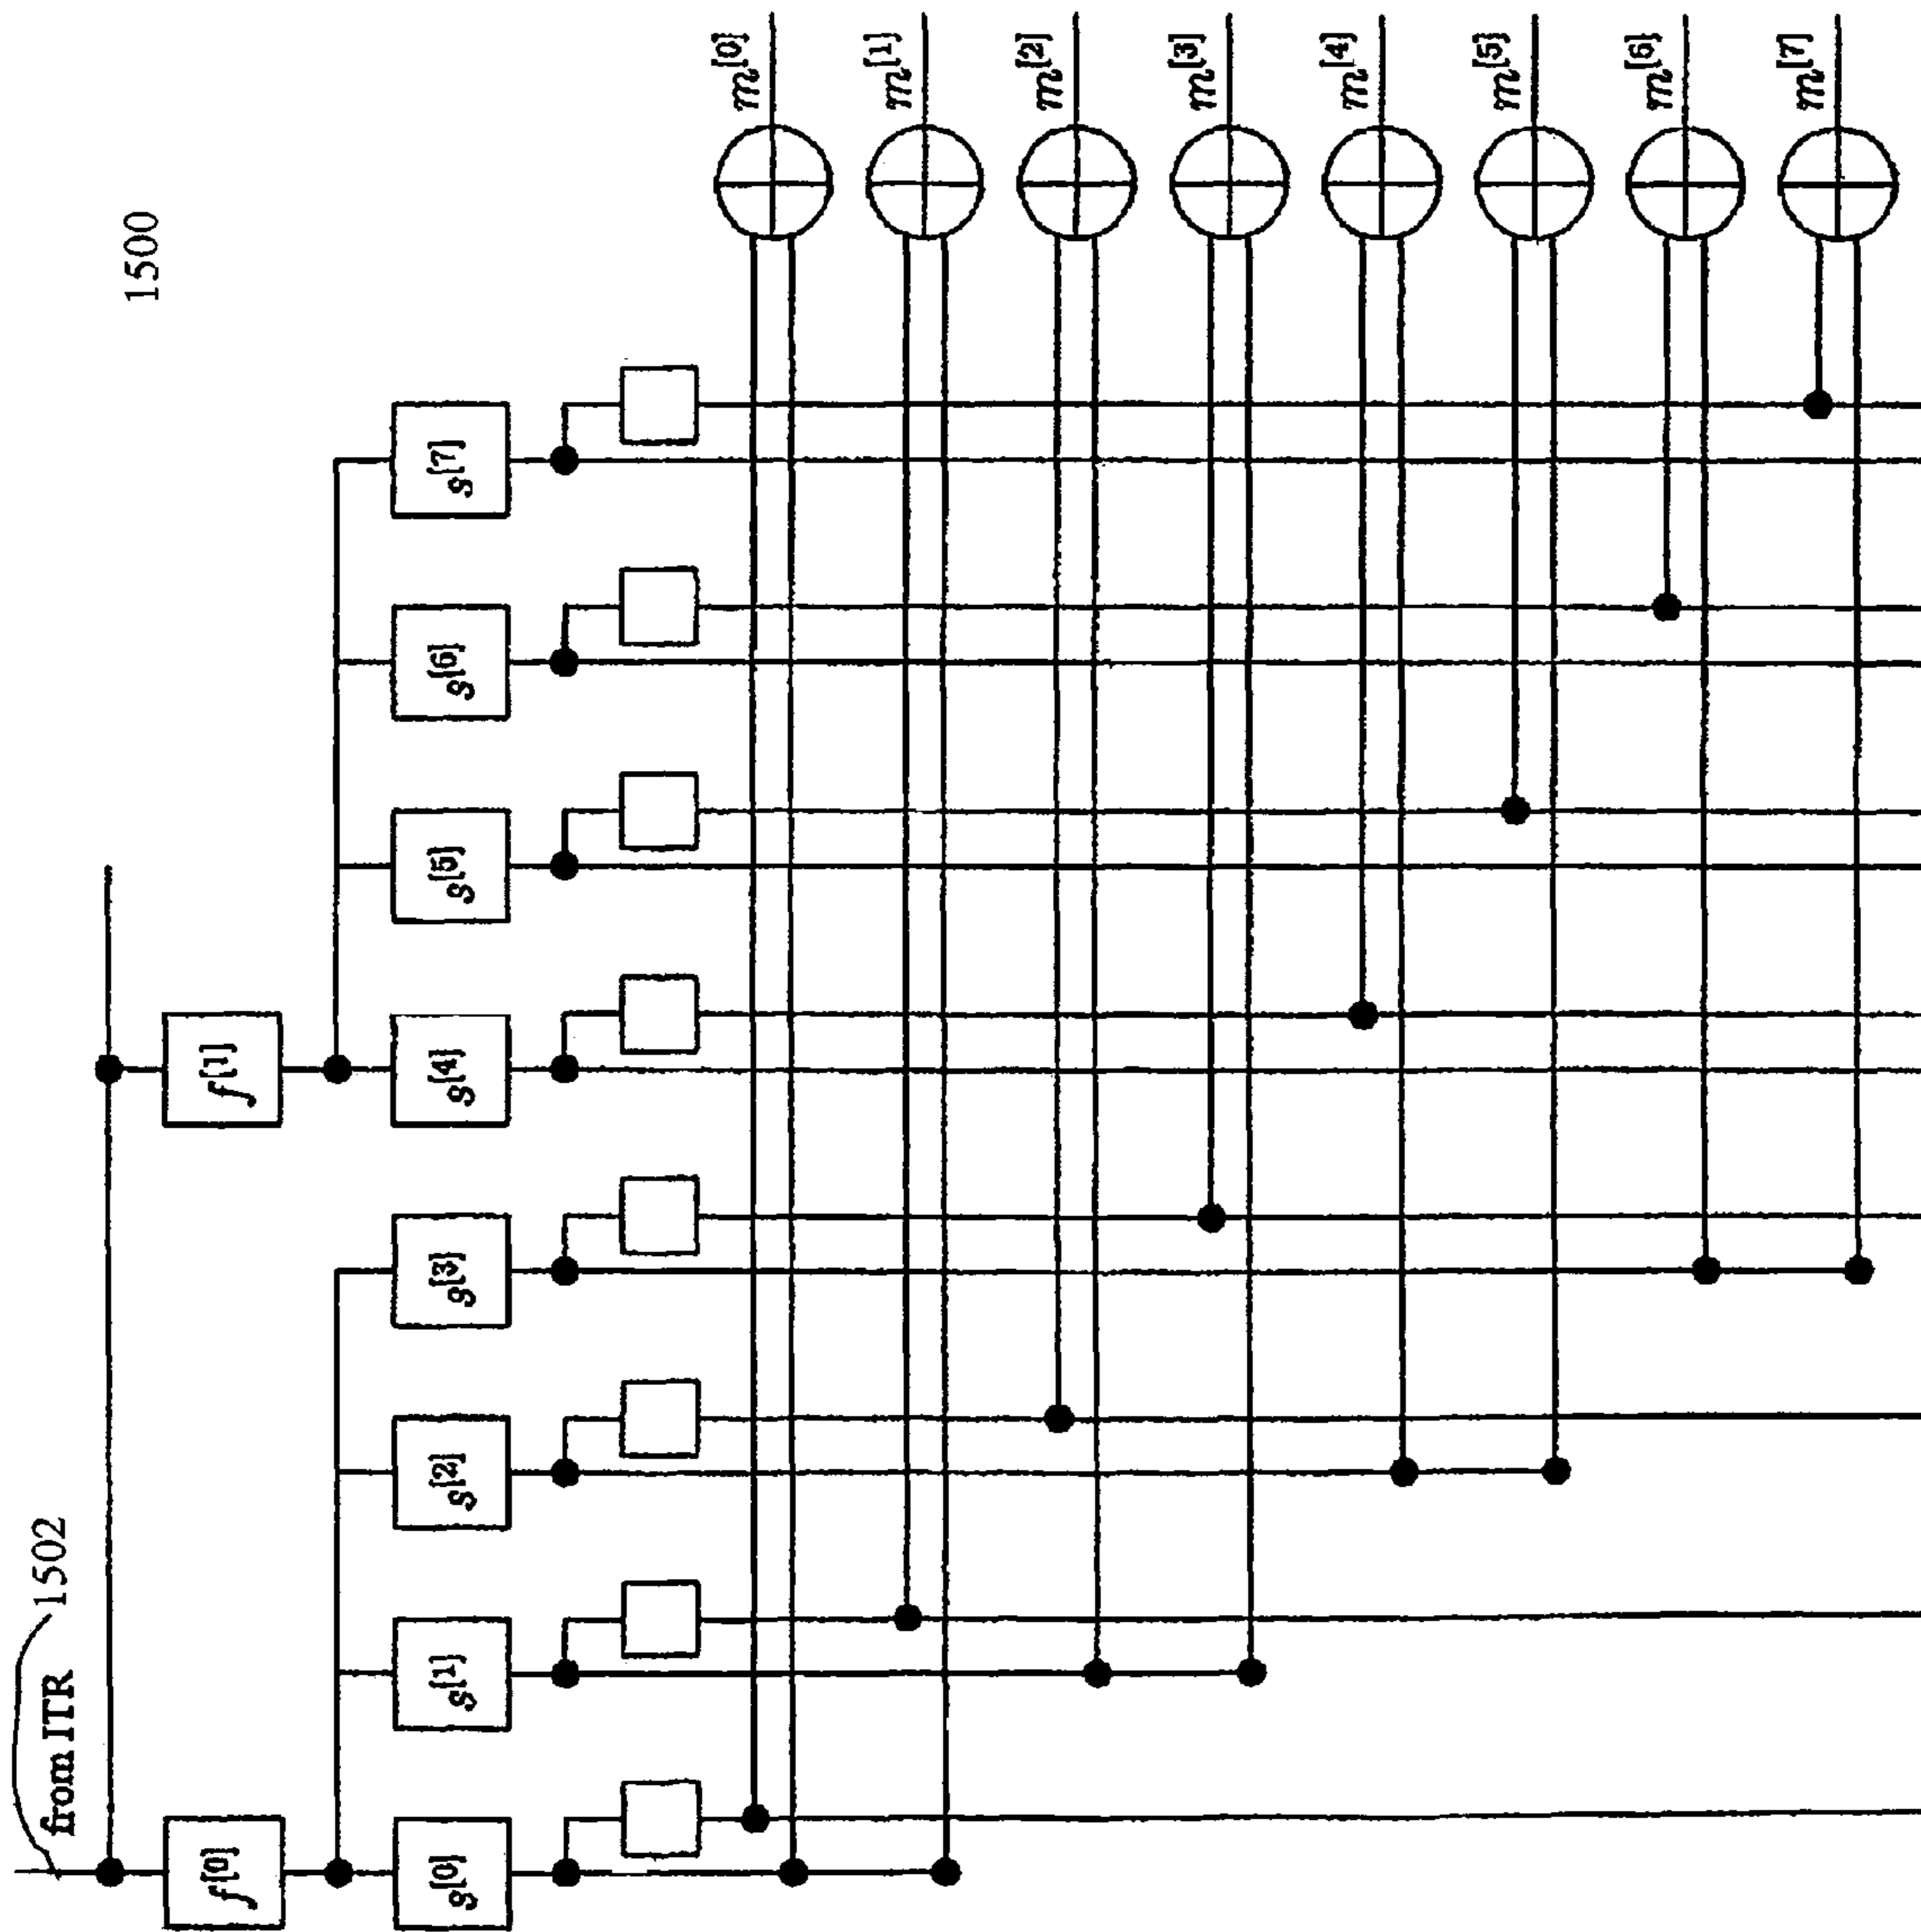 1500
1502
from ITR
f[0]
f[1]
s[0]
s[1]
s[2]
s[3]
s[4]
s[5]
s[6]
s[7]
m[0]
m[1]
m[2]
m[3]
m[4]
m[5]
m[6]
m[7]